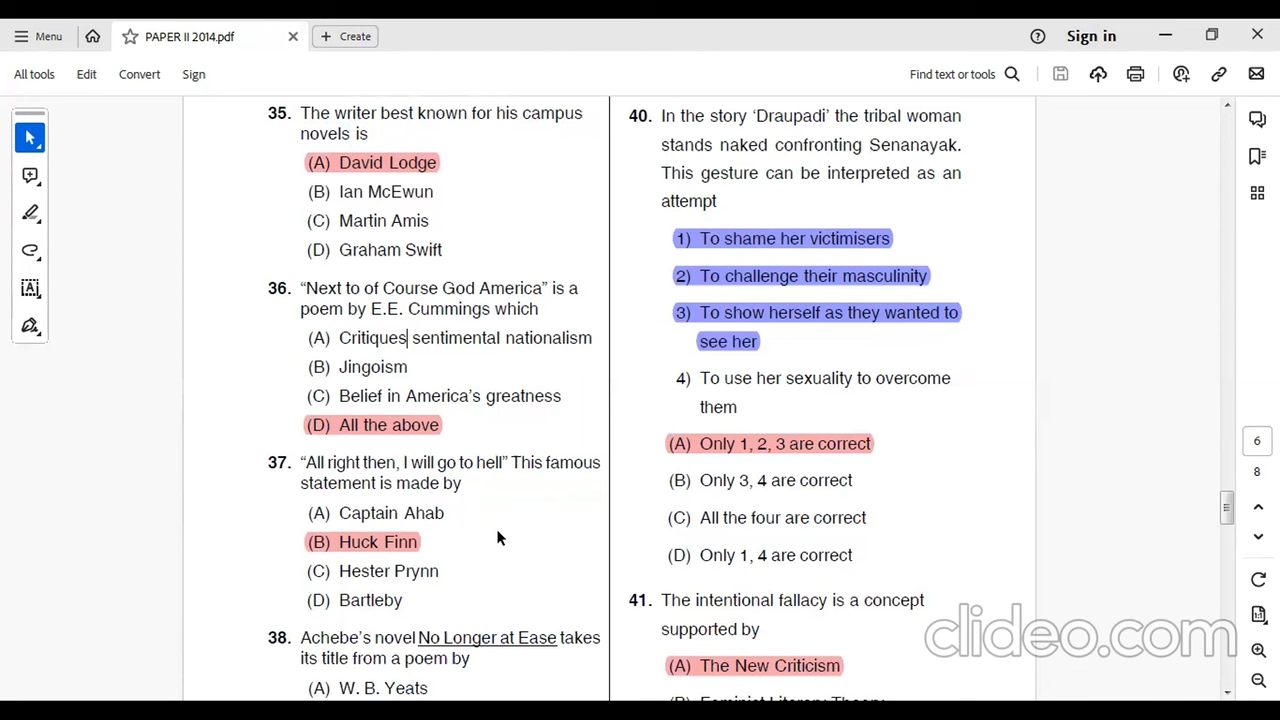 Menu
PAPER II 2014.pdf
Create
Sign in
All tools
Edit
Convert
Sign
Find text or tools
35. The writer best known for his campus
novels is
(A) David Lodge
(B) Ian McEwun
(C) Martin Amis
(D) Graham Swift
36. “Next to of Course God America” is a
poem by E.E. Cummings which
(A) Critiques sentimental nationalism
(B) Jingoism
(C) Belief in America’s greatness
(D) All the above
37. “All right then, I will go to hell” This famous
statement is made by
(A) Captain Ahab
(B) Huck Finn
(C) Hester Prynn
(D) Bartleby
38. Achebe’s novel No Longer at Ease takes
its title from a poem by
(A) W. B. Yeats
40. In the story ‘Draupadi’ the tribal woman
stands naked confronting Senanayak.
This gesture can be interpreted as an
attempt
1) To shame her victimisers
2) To challenge their masculinity
3) To show herself as they wanted to
see her
4) To use her sexuality to overcome
them
(A) Only 1, 2, 3 are correct
(B) Only 3, 4 are correct
(C) All the four are correct
(D) Only 1, 4 are correct
41. The intentional fallacy is a concept
supported by
(A) The New Criticism
(B) Feminist Literary Theory
6
8
clideo.com